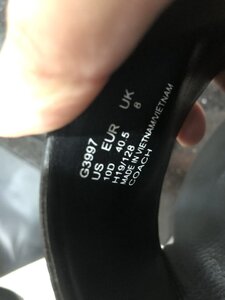 G3997
US EUR UK
10D 40.5 8
H19/128
MADE IN VIETNAM/VIETNAM
COACH